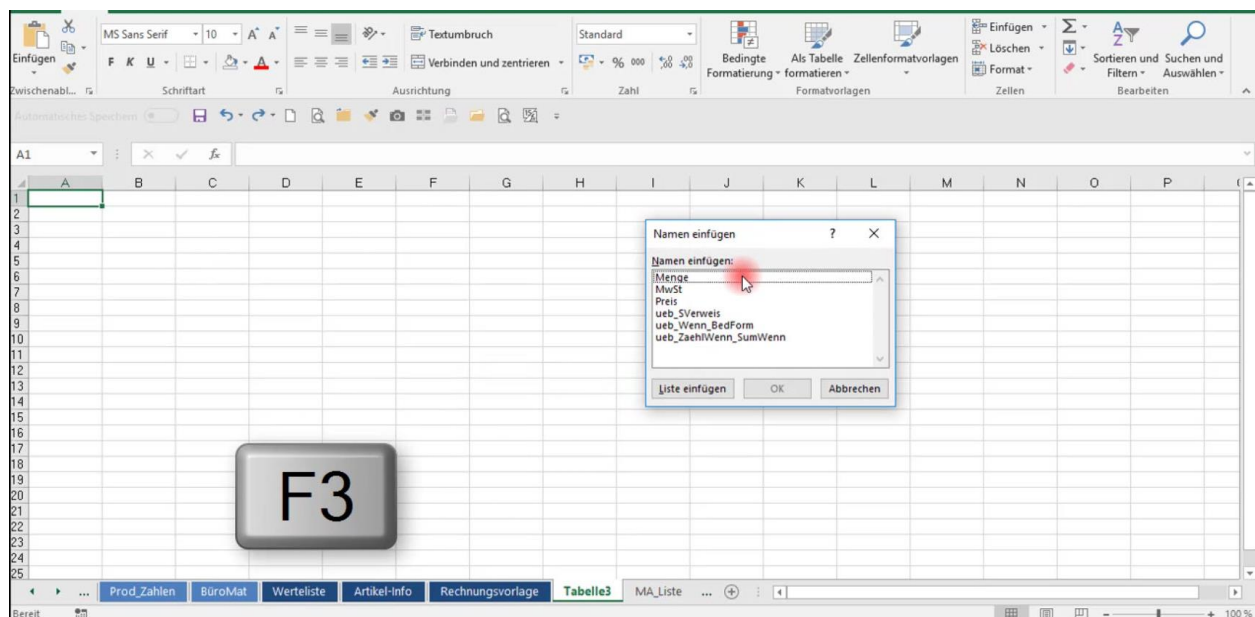 MS Sans Serif 10 A A Textumbruch Standard Einfügen Σ A Z
Einfügen F K U A Verbinden und zentrieren % 000 Bedingte Formatierung Als Tabelle formatieren Zellenformatvorlagen Löschen Format Sortieren und Filtern Suchen und Auswählen
Zwischenabl... Schriftart Ausrichtung Zahl Formatvorlagen Zellen Bearbeiten
Automatisches Speichern
A1 fx
A B C D E F G H I J K L M N O P
1
2
3
4
5
6
7
8
9
10
11
12
13
14
15
16
17
18
19
20
21
22
23
24
25
Namen einfügen ? X
Namen einfügen:
Menge
MwSt
Preis
ueb_SVerweis
ueb_Wenn_BedForm
ueb_ZaehlWenn_SumWenn
Liste einfügen OK Abbrechen
F3
... Prod_Zahlen BüroMat Werteliste Artikel-Info Rechnungsvorlage Tabelle3 MA_Liste ...
Bereit 100 %